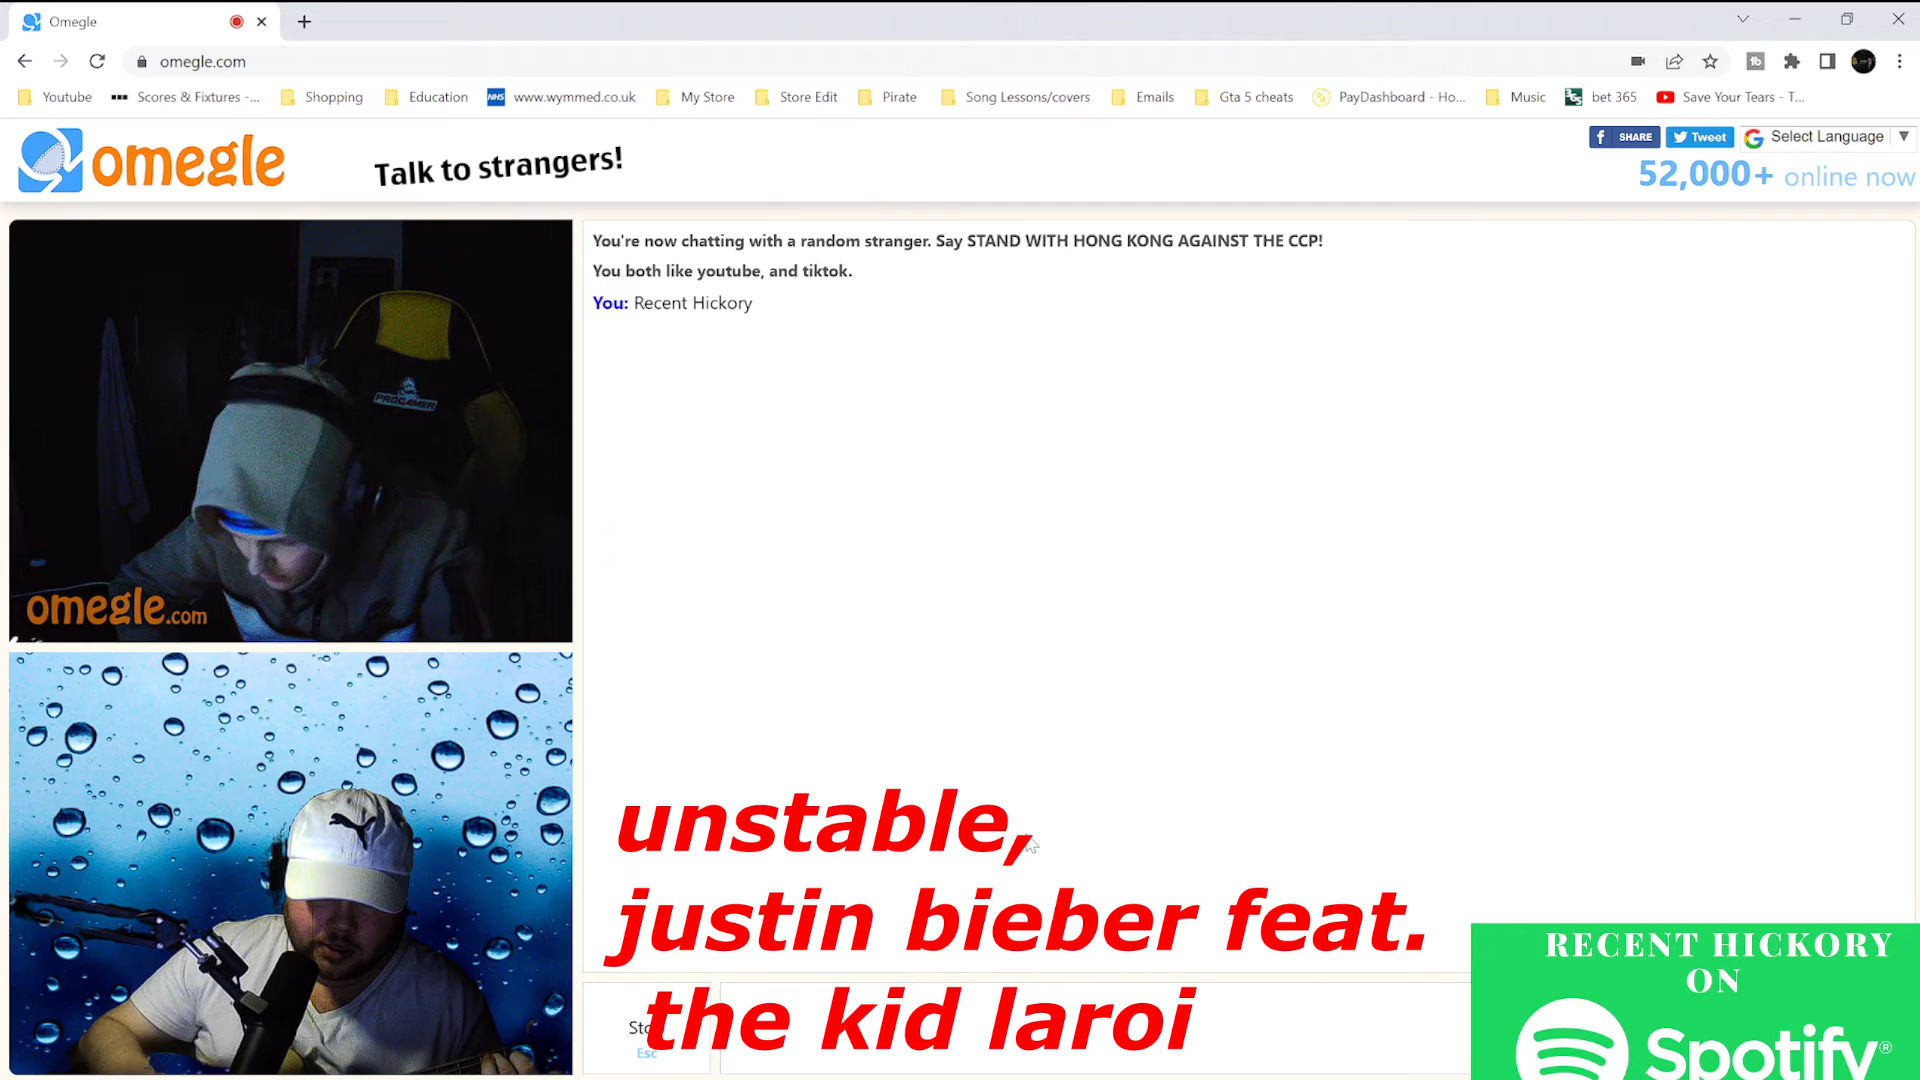 Omegle
omegle.com
Youtube
Scores & Fixtures -...
Shopping
Education
NHS
www.wymmed.co.uk
My Store
Store Edit
Pirate
Song Lessons/covers
Emails
Gta 5 cheats
PayDashboard - Ho...
Music
365
bet 365
Save Your Tears - T...
omegle
Talk to strangers!
f SHARE
Tweet
Select Language
52,000+ online now
You're now chatting with a random stranger. Say STAND WITH HONG KONG AGAINST THE CCP!
You both like youtube, and tiktok.
You: Recent Hickory
PROGAMER
omegle.com
unstable,
justin bieber feat.
the kid laroi
Esc
RECENT HICKORY
ON
Spotify®